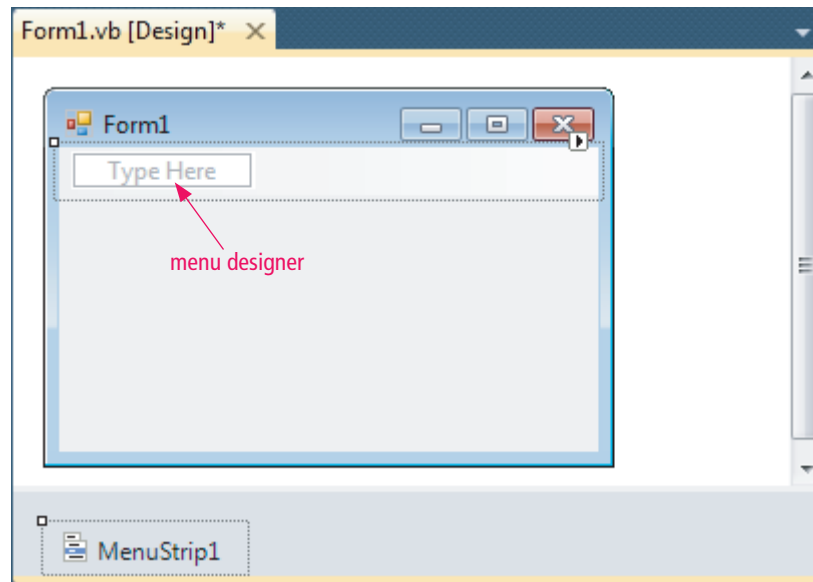 Form1.vb [Design]*
Form1
Type Here
menu designer
MenuStrip1